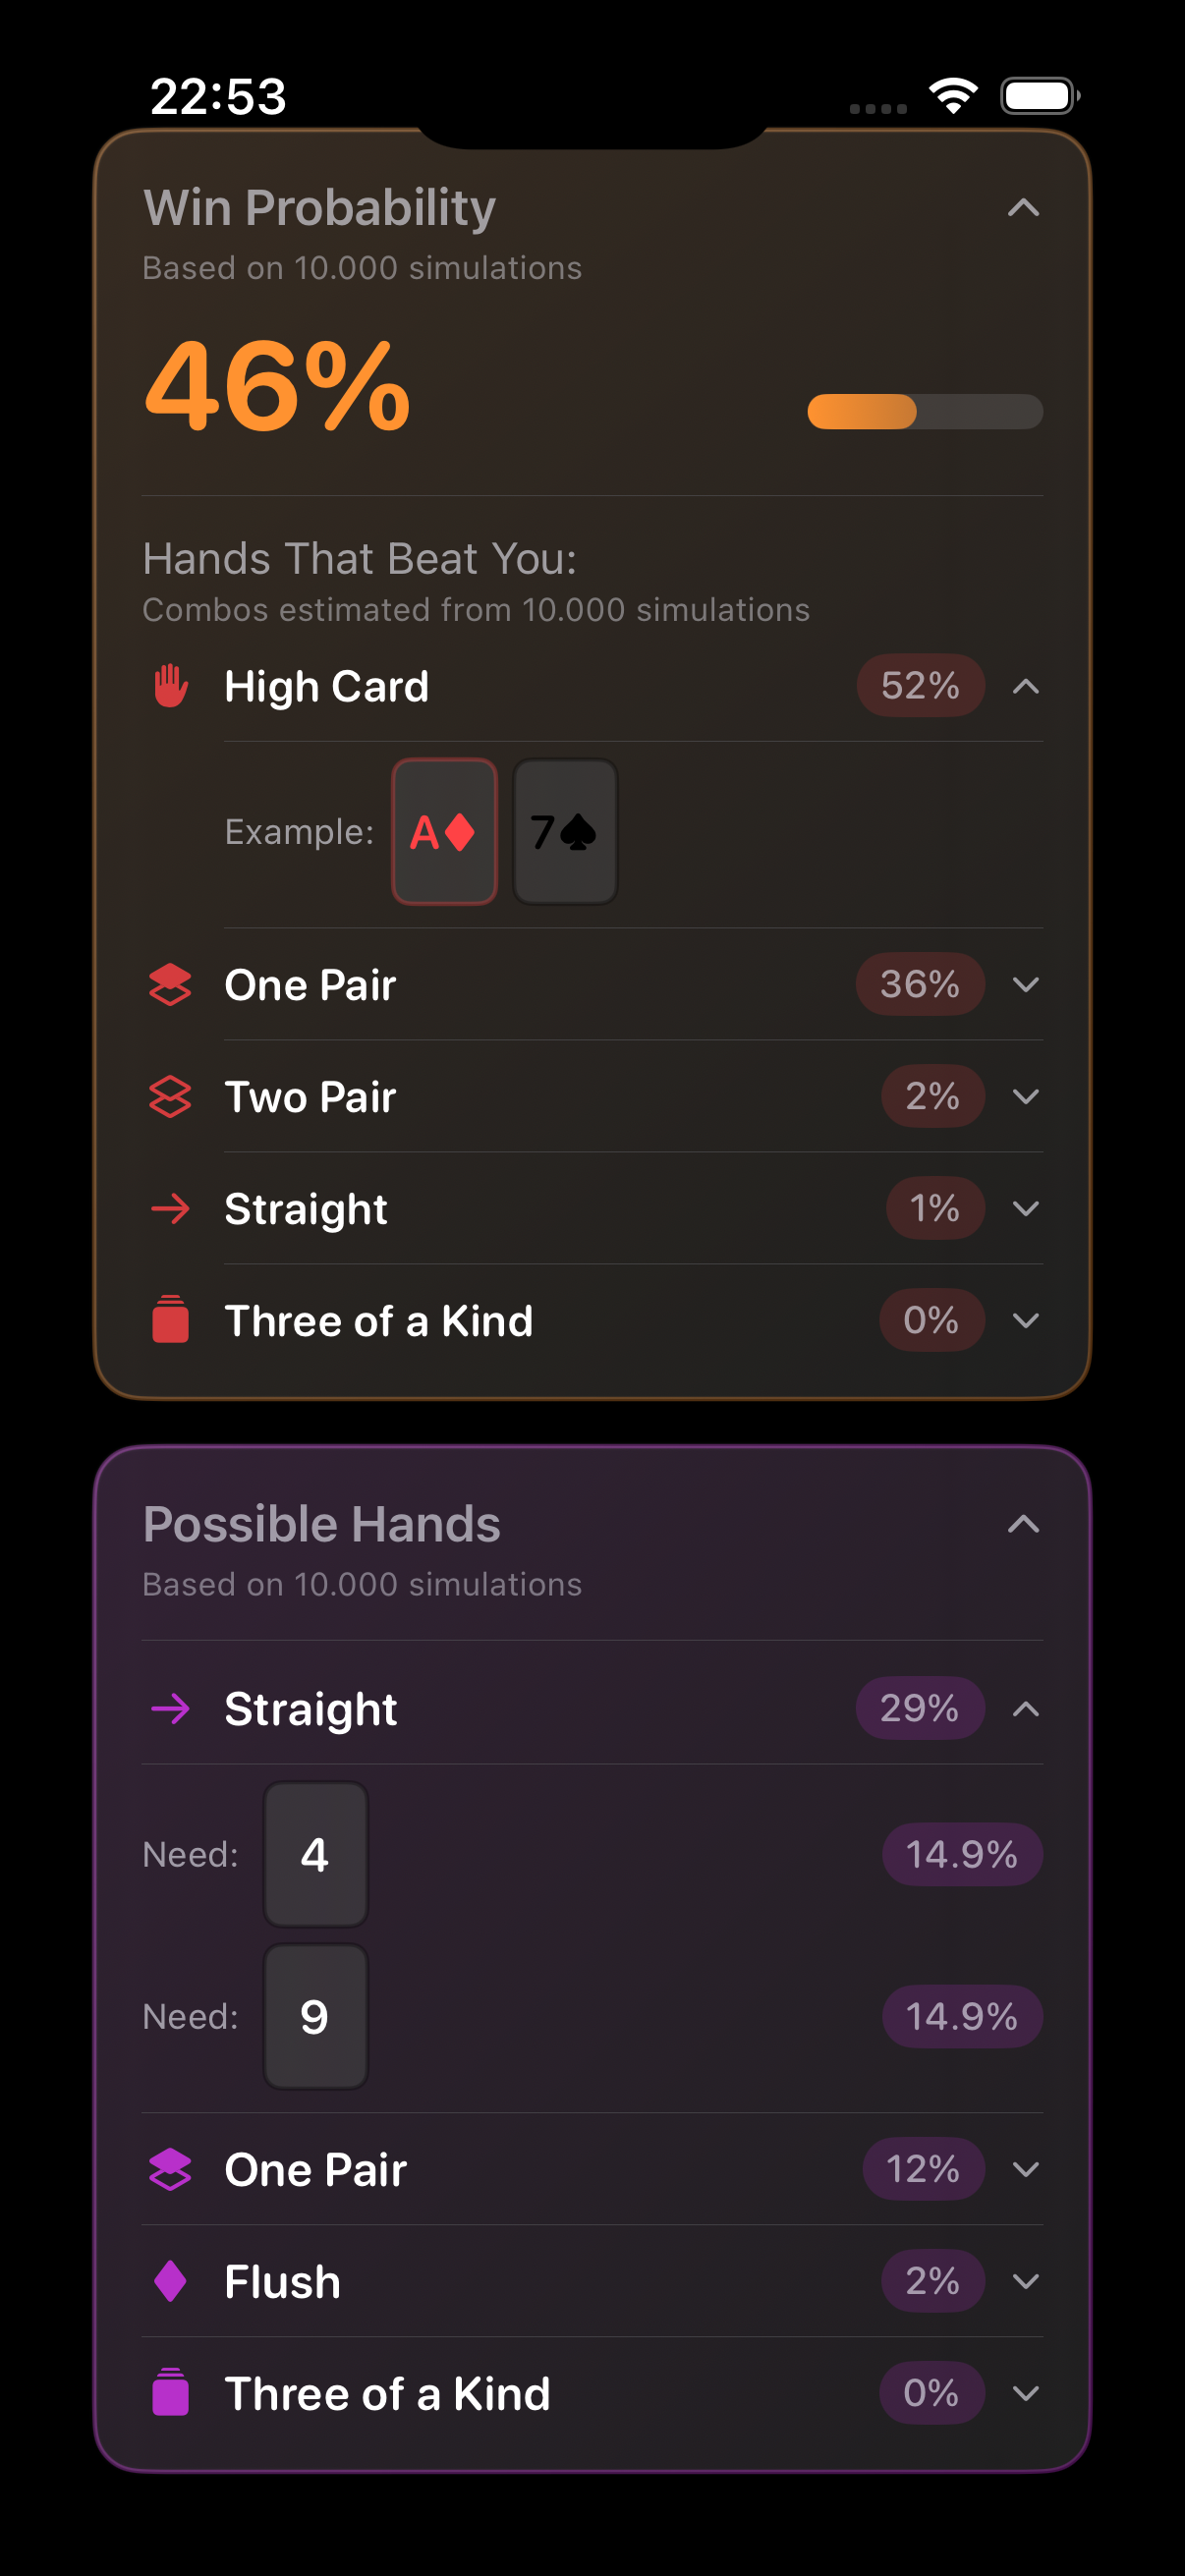 22:53
Win Probability
Based on 10.000 simulations
46%
Hands That Beat You:
Combos estimated from 10.000 simulations
High Card 52%
Example: A♦ 7♠
One Pair 36%
Two Pair 2%
Straight 1%
Three of a Kind 0%
Possible Hands
Based on 10.000 simulations
Straight 29%
Need: 4 14.9%
Need: 9 14.9%
One Pair 12%
Flush 2%
Three of a Kind 0%